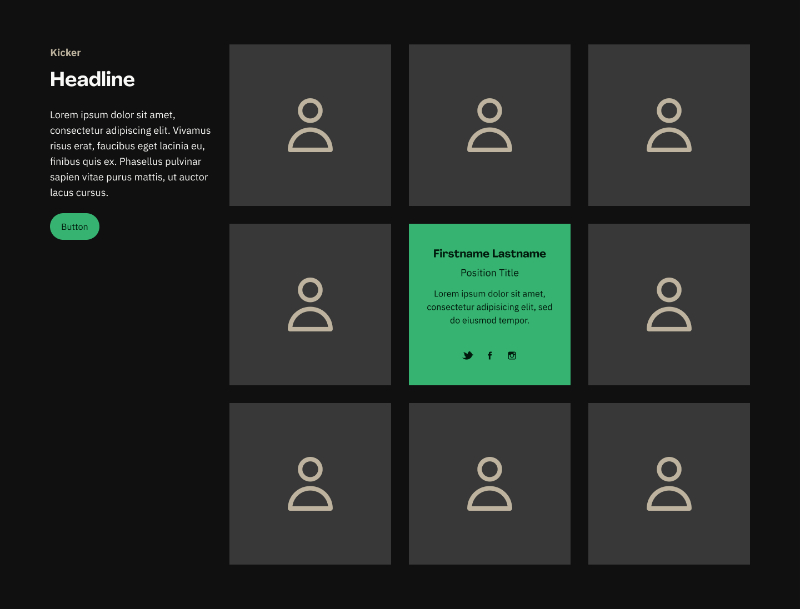 Kicker
Headline
Lorem ipsum dolor sit amet,
consectetur adipiscing elit. Vivamus
risus erat, faucibus eget lacinia eu,
finibus quis ex. Phasellus pulvinar
sapien vitae purus mattis, ut auctor
lacus cursus.
Button
Firstname Lastname
Position Title
Lorem ipsum dolor sit amet,
consectetur adipisicing elit, sed
do eiusmod tempor.